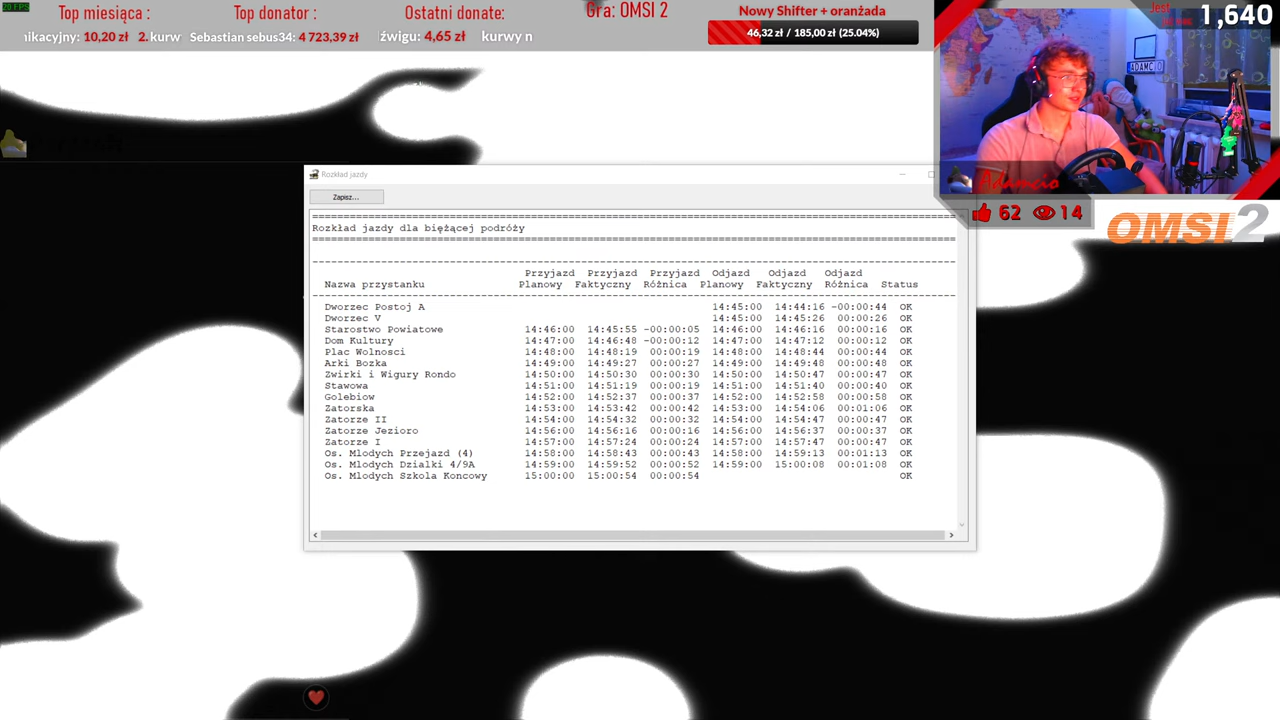 30 FPS
Top miesiąca :
Top donator :
Ostatni donate:
Gra: OMSI 2
Nowy Shifter + oranżada
Jest
1,640
nikacyjny: 10,20 zł 2. kurw
Sebastian sebus34: 4 723,39 zł
źwigu: 4,65 zł kurwy n
46,32 zł / 185,00 zł (25.04%)
ADAMCIO
Adamcio
62 14
OMSI 2
Rozkład jazdy
Zapisz...
Rozkład jazdy dla bieżącej podróży
Przyjazd Przyjazd Przyjazd Odjazd Odjazd Odjazd
Nazwa przystanku Planowy Faktyczny Różnica Planowy Faktyczny Różnica Status
Dworzec Postoj A 14:45:00 14:44:16 -00:00:44 OK
Dworzec V 14:45:00 14:45:26 00:00:26 OK
Starostwo Powiatowe 14:46:00 14:45:55 -00:00:05 14:46:00 14:46:16 00:00:16 OK
Dom Kultury 14:47:00 14:46:48 -00:00:12 14:47:00 14:47:12 00:00:12 OK
Plac Wolnosci 14:48:00 14:48:19 00:00:19 14:48:00 14:48:44 00:00:44 OK
Arki Bozka 14:49:00 14:49:27 00:00:27 14:49:00 14:49:48 00:00:48 OK
Zwirki i Wigury Rondo 14:50:00 14:50:30 00:00:30 14:50:00 14:50:47 00:00:47 OK
Stawowa 14:51:00 14:51:19 00:00:19 14:51:00 14:51:40 00:00:40 OK
Golebiow 14:52:00 14:52:37 00:00:37 14:52:00 14:52:58 00:00:58 OK
Zatorska 14:53:00 14:53:42 00:00:42 14:53:00 14:54:06 00:01:06 OK
Zatorze II 14:54:00 14:54:32 00:00:32 14:54:00 14:54:47 00:00:47 OK
Zatorze Jezioro 14:56:00 14:56:16 00:00:16 14:56:00 14:56:37 00:00:37 OK
Zatorze I 14:57:00 14:57:24 00:00:24 14:57:00 14:57:47 00:00:47 OK
Os. Mlodych Przejazd (4) 14:58:00 14:58:43 00:00:43 14:58:00 14:59:13 00:01:13 OK
Os. Mlodych Dzialki 4/9A 14:59:00 14:59:52 00:00:52 14:59:00 15:00:08 00:01:08 OK
Os. Mlodych Szkola Koncowy 15:00:00 15:00:54 00:00:54 OK